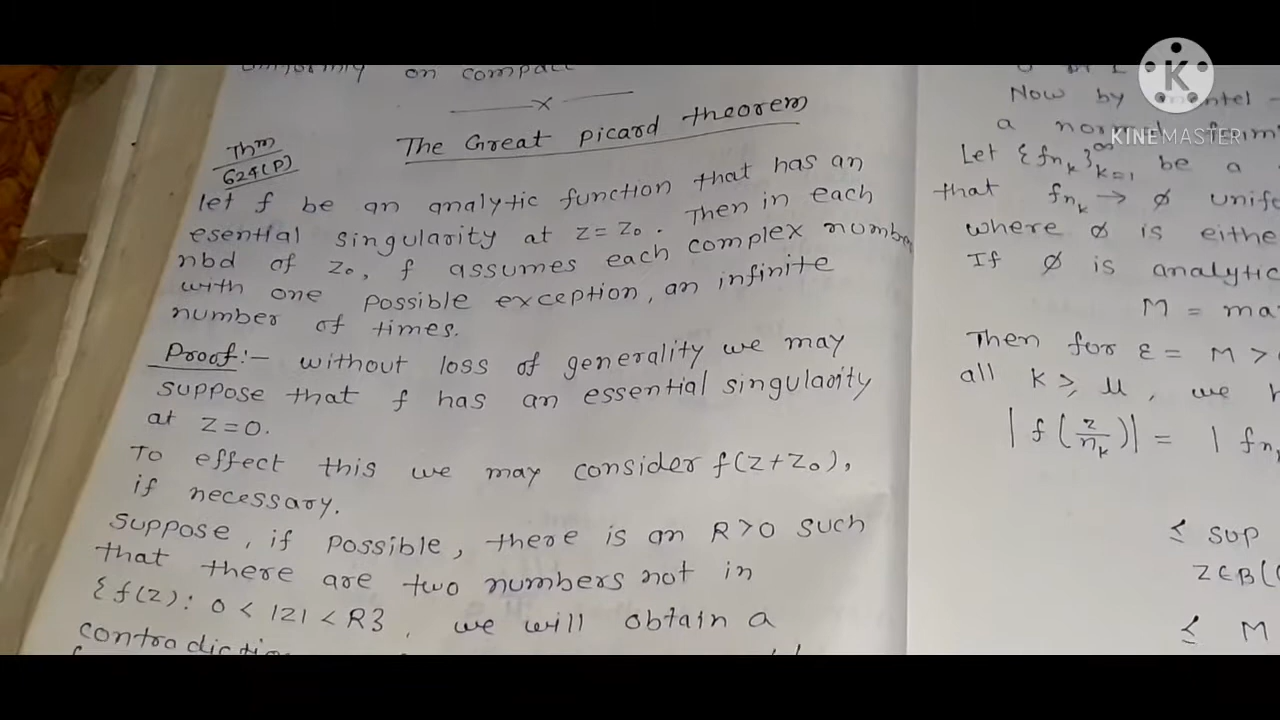 uniformly on compact
The Great Picard theorem
Thm
624(P)
let f be an analytic function that has an
esential singularity at z=z₀. Then in each
nbd of z₀, f assumes each complex number
with one possible exception, an infinite
number of times.
Proof:- without loss of generality we may
suppose that f has an essential singularity
at z=0.
To effect this we may consider f(z+z₀),
if necessary.
Suppose, if possible, there is an R>0 such
that there are two numbers not in
{f(z): 0 < |z| < R}, we will obtain a
contradiction
Now by
a normal
Let {fnₖ}∞ₖ₌₁ be a
that fnₖ → ø
where ø is
If ø is analytic
M =
Then for ε = M >
all K ≥ μ, we
|f(z/nₖ)| = | fn
≤ sup
z∈B(
≤ M
K
KINEMASTER